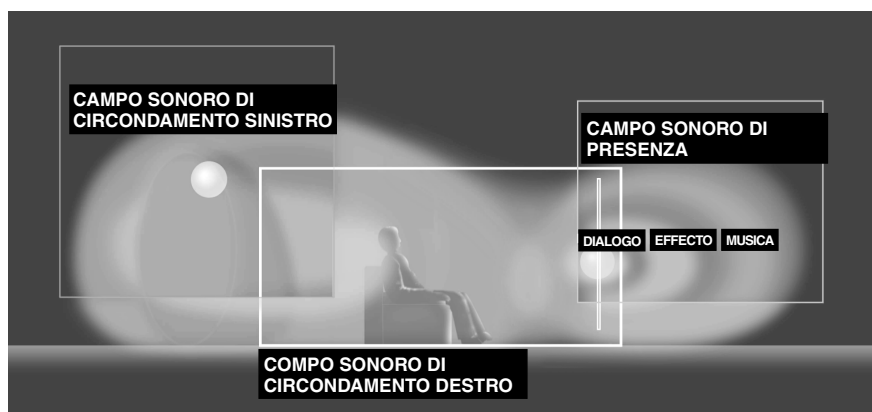 CAMPO SONORO DI
CIRCONDAMENTO SINISTRO
CAMPO SONORO DI
PRESENZA
DIALOGO EFFECTO MUSICA
COMPO SONORO DI
CIRCONDAMENTO DESTRO